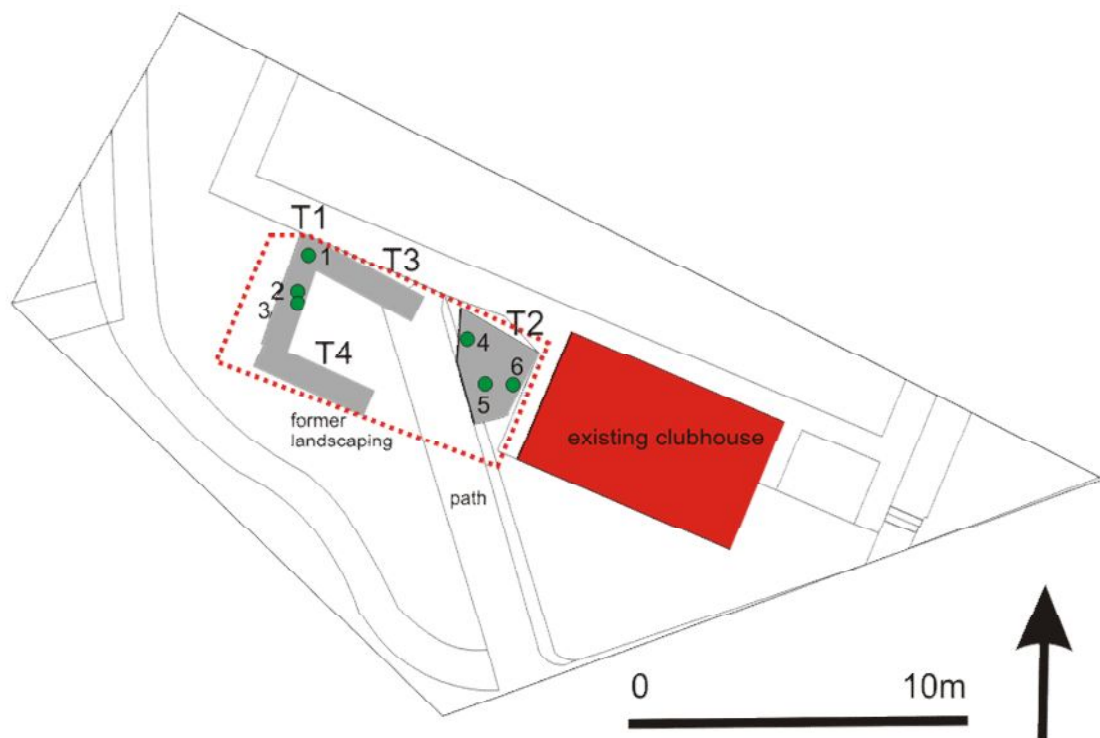 T1
1
T3
2
3
T2
4
T4
6
5
former
landscaping
existing clubhouse
path
0 10m